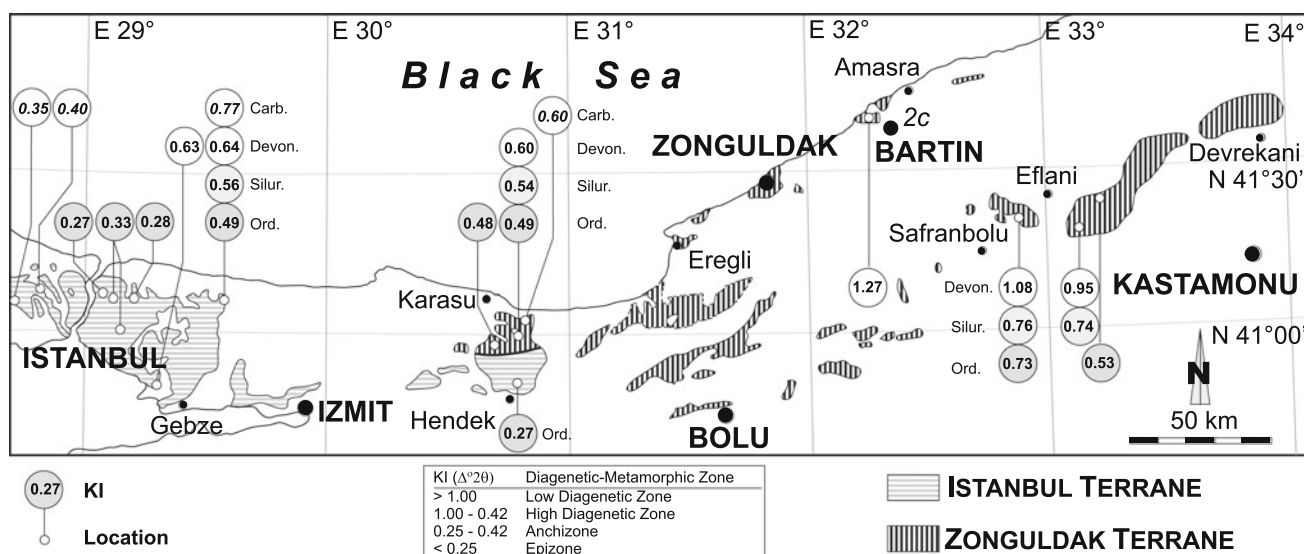 E 29° E 30° E 31° E 32° E 33° E 34°
Black Sea
Amasra
0.35 0.40 0.77 Carb.
0.60 Carb.
2c
0.63 0.64 Devon.
0.60 Devon.
ZONGULDAK
BARTIN
Devrekani
N 41°30'
0.56 Silur.
0.54 Silur.
Eflani
0.27 0.33 0.28 0.49 Ord.
0.48 0.49 Ord.
Safranbolu
Eregli
KASTAMONU
Karasu
1.27
Devon. 1.08 0.95
Silur. 0.76 0.74
N 41°00'
ISTANBUL
Ord. 0.73 0.53
N
Gebze
IZMIT
Hendek
BOLU
50 km
0.27 Ord.
0.27 KI
Location
KI (Δ°2θ) Diagenetic-Metamorphic Zone
> 1.00 Low Diagenetic Zone
1.00 - 0.42 High Diagenetic Zone
0.25 - 0.42 Anchizone
< 0.25 Epizone
ISTANBUL TERRANE
ZONGULDAK TERRANE